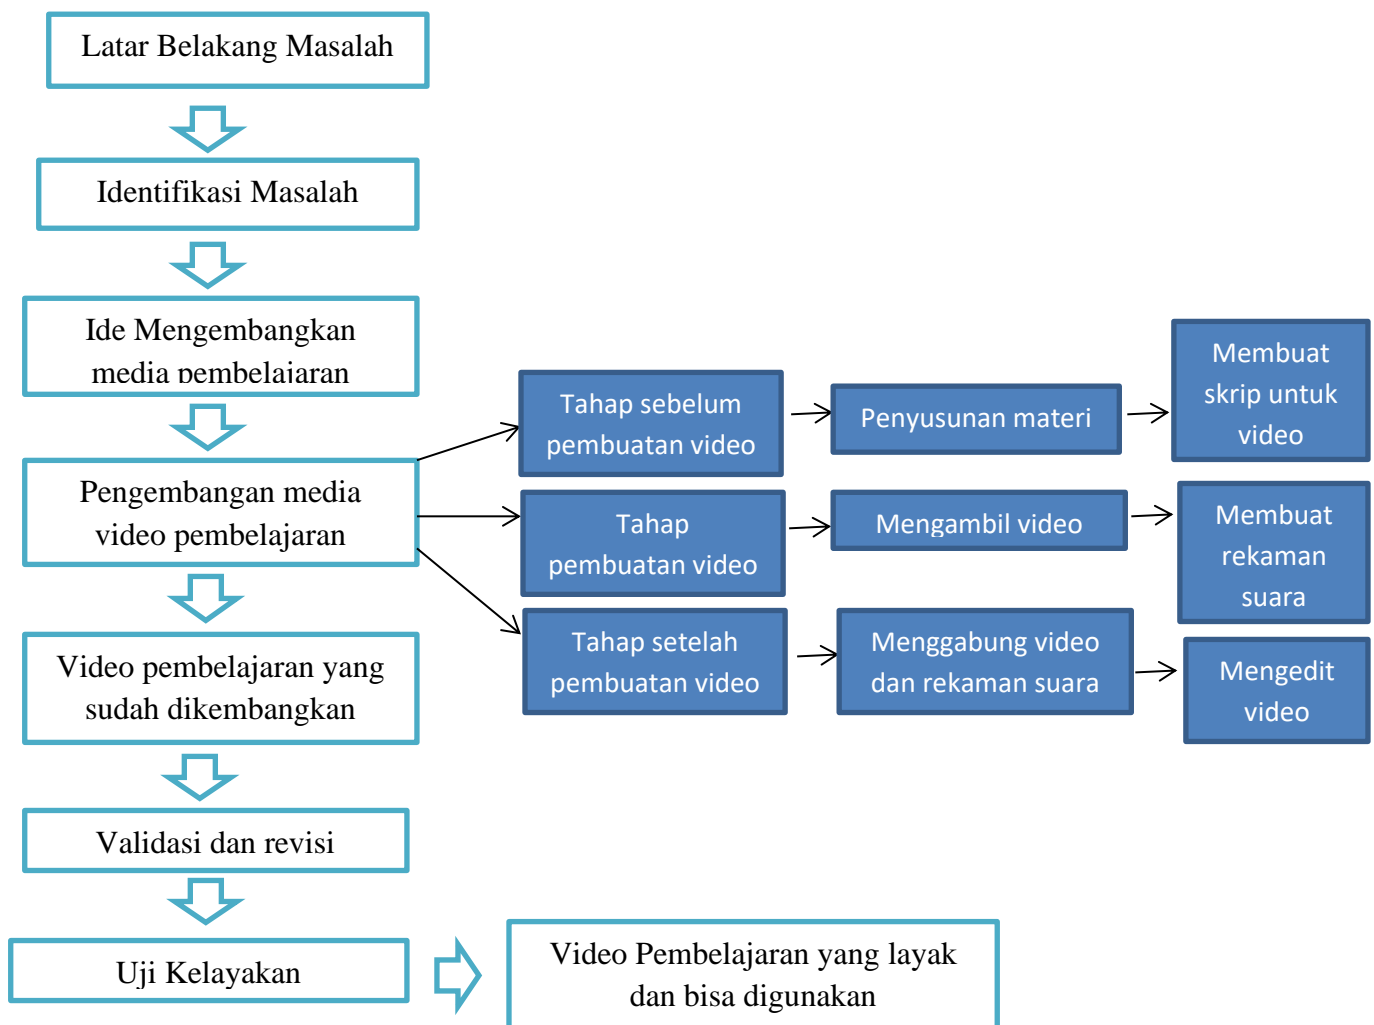 Latar Belakang Masalah
Identifikasi Masalah
Ide Mengembangkan
media pembelajaran
Pengembangan media
video pembelajaran
Tahap sebelum
pembuatan video
Penyusunan materi
Membuat
skrip untuk
video
Tahap
pembuatan video
Mengambil video
Membuat
rekaman
suara
Tahap setelah
pembuatan video
Menggabung video
dan rekaman suara
Mengedit
video
Video pembelajaran yang
sudah dikembangkan
Validasi dan revisi
Uji Kelayakan
Video Pembelajaran yang layak
dan bisa digunakan